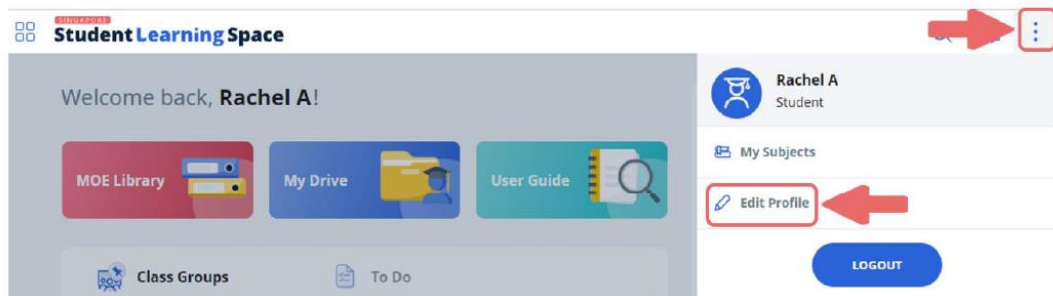 SINGAPORE
Student Learning Space
Welcome back, Rachel A!
MOE Library
My Drive
User Guide
Class Groups
To Do
Rachel A
Student
My Subjects
Edit Profile
LOGOUT